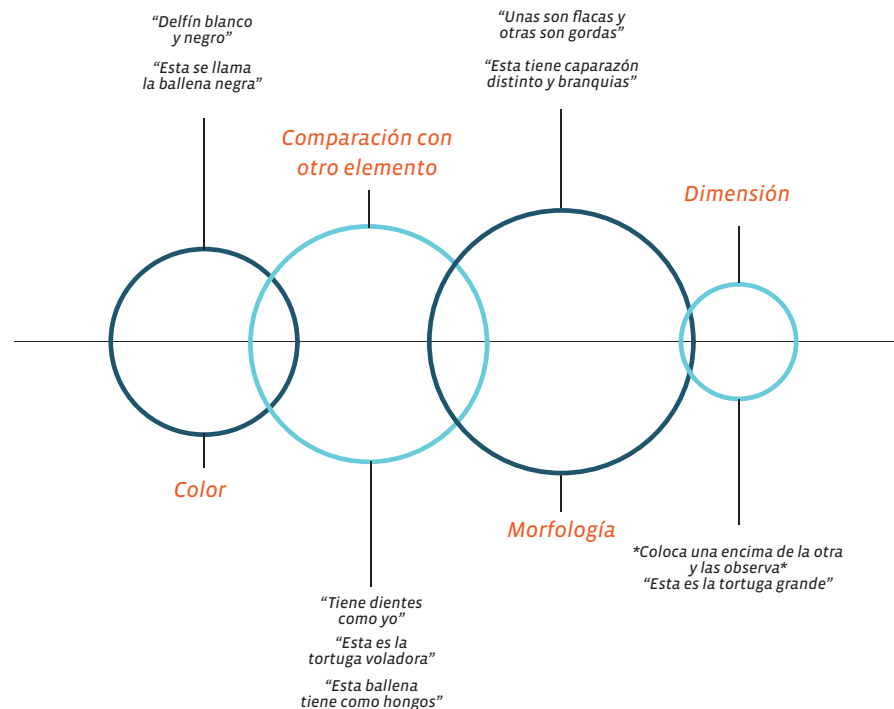 “Delfín blanco
y negro”
“Esta se llama
la ballena negra”
Color
Comparación con
otro elemento
“Tiene dientes
como yo”
“Esta es la
tortuga voladora”
“Esta ballena
tiene como hongos”
“Unas son flacas y
otras son gordas”
“Esta tiene caparazón
distinto y branquias”
Morfología
Dimensión
*Coloca una encima de la otra
y las observa*
“Esta es la tortuga grande”